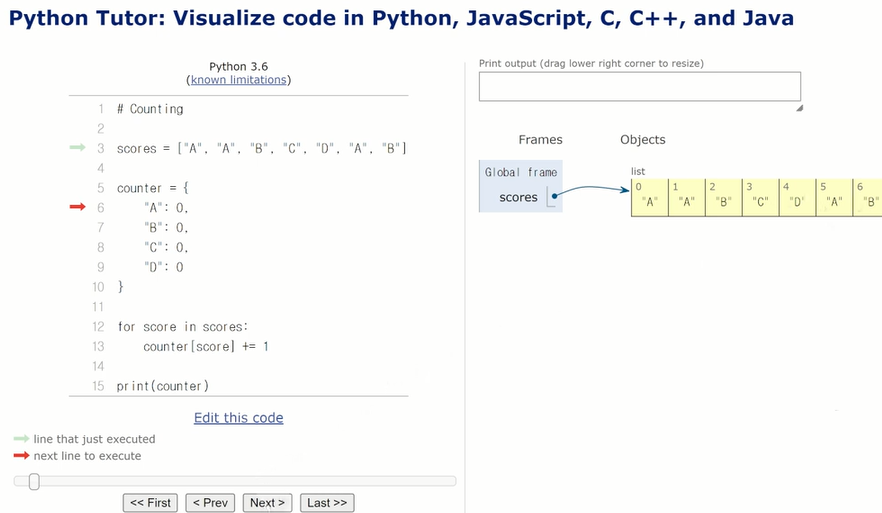 Python Tutor: Visualize code in Python, JavaScript, C, C++, and Java
Python 3.6
(known limitations)
1 # Counting
2
3 scores = ["A", "A", "B", "C", "D", "A", "B"]
4
5 counter = {
6 "A": 0,
7 "B": 0,
8 "C": 0,
9 "D": 0
10 }
11
12 for score in scores:
13 counter[score] += 1
14
15 print(counter)
Edit this code
line that just executed
next line to execute
<< First < Prev Next > Last >>
Print output (drag lower right corner to resize)
Frames Objects
Global frame
scores
list
0 1 2 3 4 5 6
"A" "A" "B" "C" "D" "A" "B"